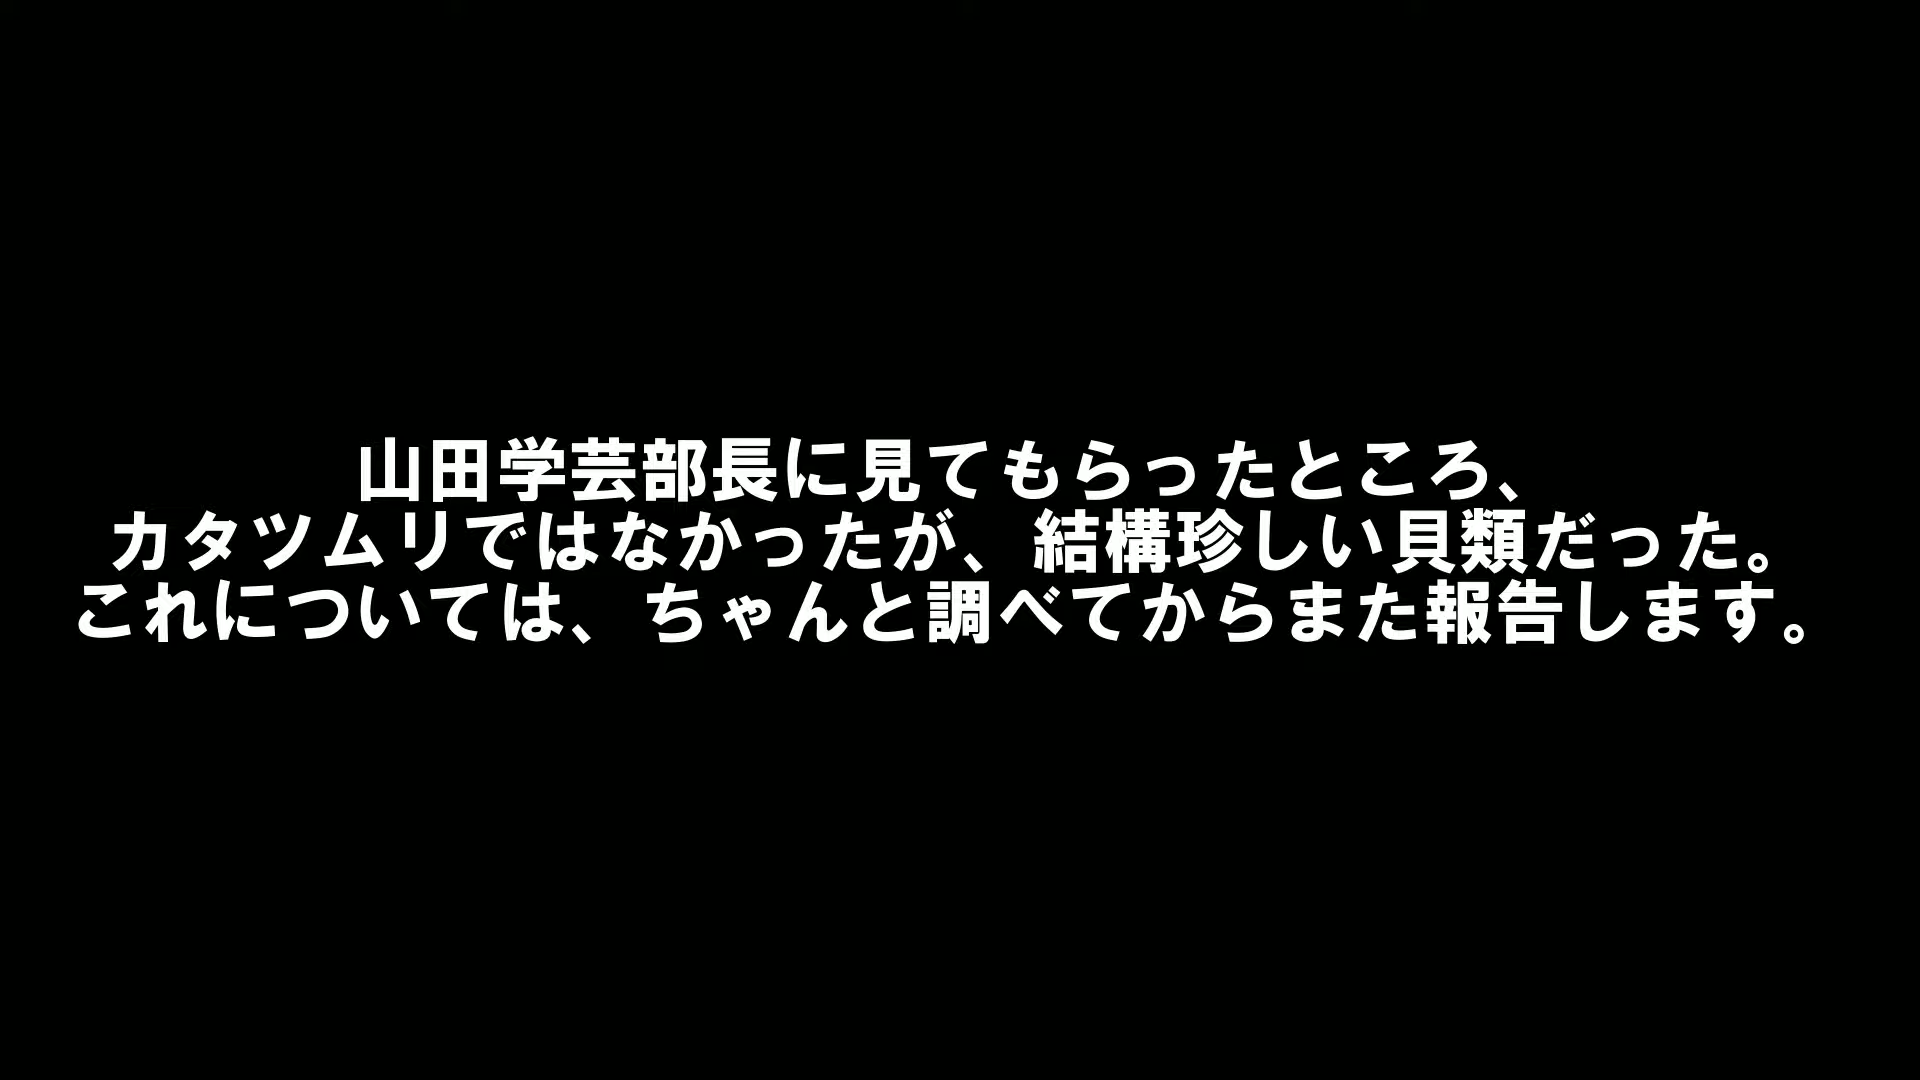 山田学芸部長に見てもらったところ、
カタツムリではなかったが、結構珍しい貝類だった。
これについては、ちゃんと調べてからまた報告します。